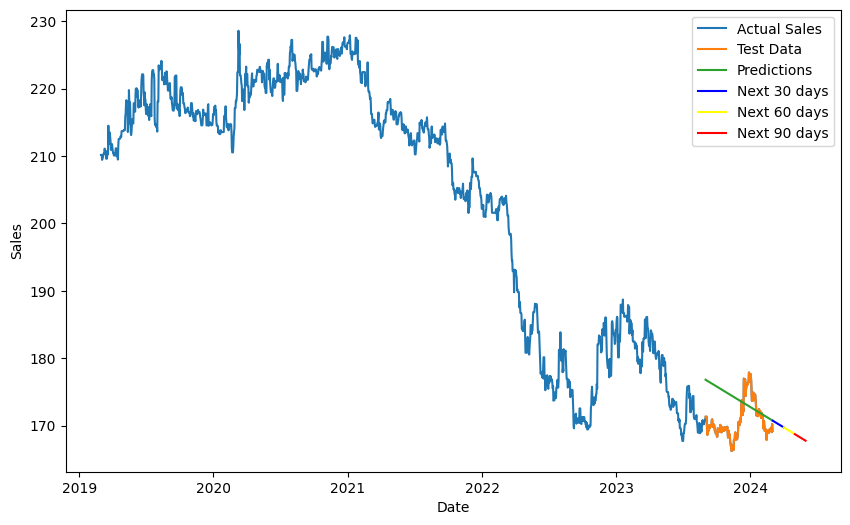 230
220
210
200
190
180
170
Sales
2019
2020
2021
2022
2023
2024
Date
Actual Sales
Test Data
Predictions
Next 30 days
Next 60 days
Next 90 days